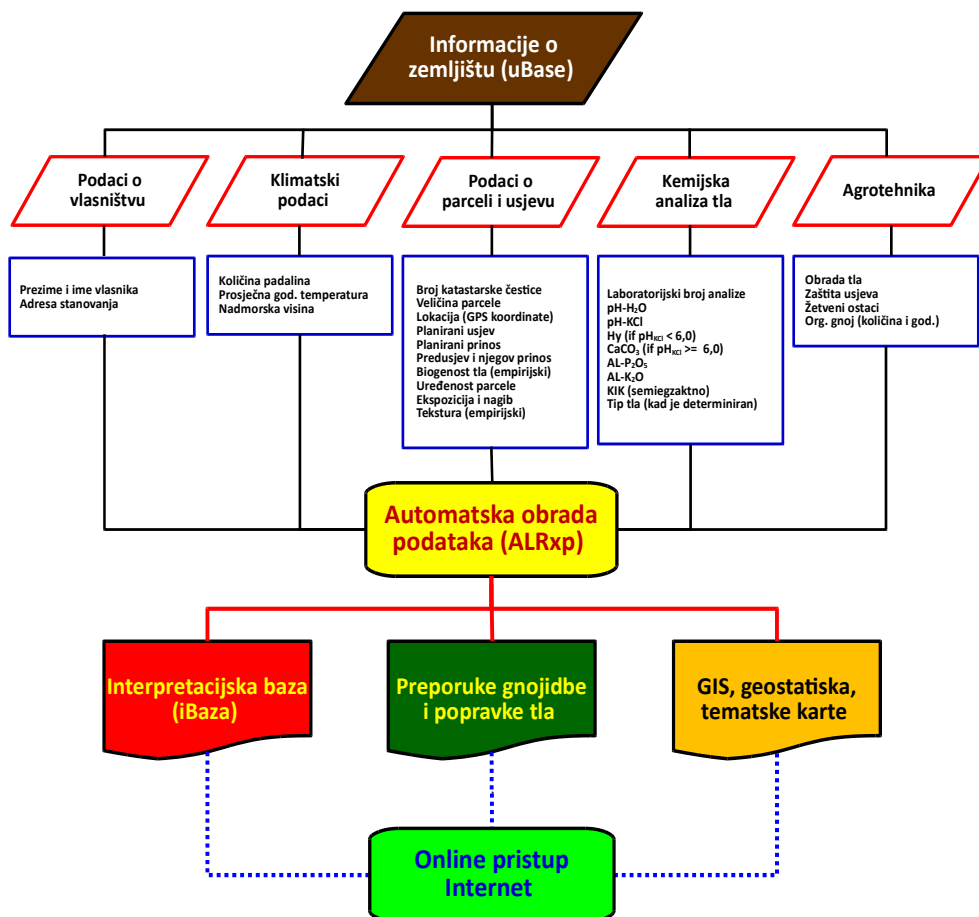 Informacije o
zemljištu (uBase)
Podaci o
vlasništvu
Klimatski
podaci
Podaci o
parceli i usjevu
Kemijska
analiza tla
Agrotehnika
Prezime i ime vlasnika
Adresa stanovanja
Količina padalina
Prosječna god. temperatura
Nadmorska visina
Broj katastarske čestice
Veličina parcele
Lokacija (GPS koordinate)
Planirani usjev
Planirani prinos
Predusjev i njegov prinos
Biogenost tla (empirijski)
Uređenost parcele
Ekspozicija i nagib
Tekstura (empirijski)
Laboratorijski broj analize
pH-H₂O
pH-KCl
Hy (if pHKCl < 6,0)
CaCO₃ (if pHKCl >= 6,0)
AL-P₂O₅
AL-K₂O
KIK (semiegzaktno)
Tip tla (kad je determiniran)
Obrada tla
Zaštita usjeva
Žetveni ostaci
Org. gnoj (količina i god.)
Automatska obrada
podataka (ALRxp)
Interpretacijska baza
(iBaza)
Preporuke gnojidbe
i popravke tla
GIS, geostatiska,
tematske karte
Online pristup
Internet